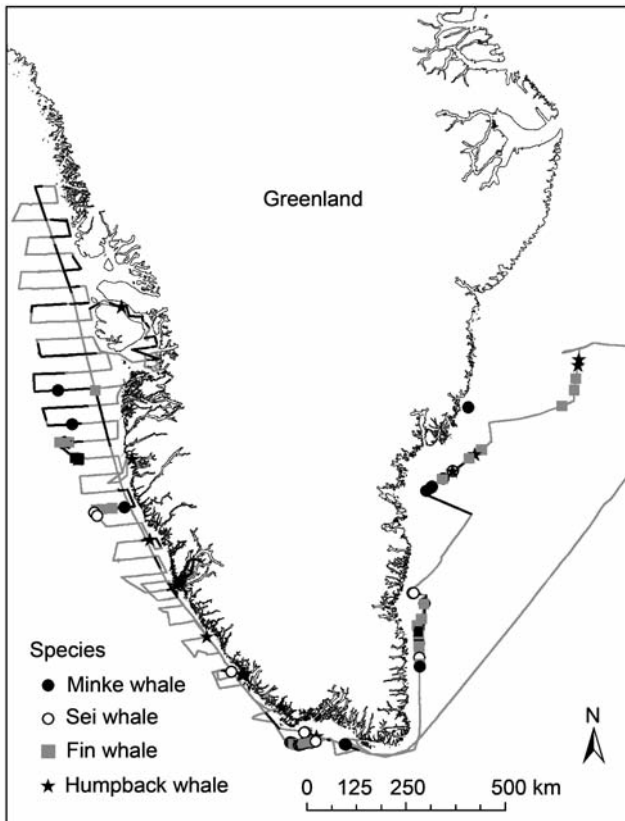 Greenland
Species
Minke whale
Sei whale
Fin whale
Humpback whale
N
0 125 250 500 km